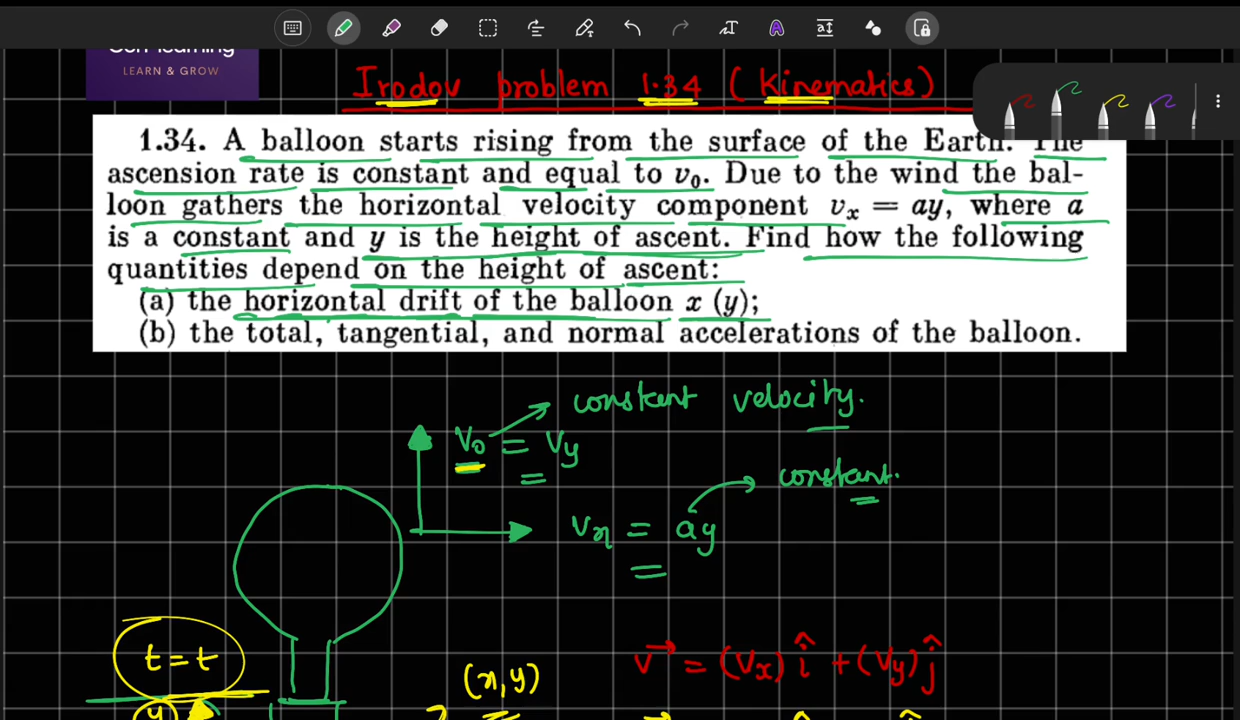 LEARN & GROW
Irodov problem 1.34 (Kinematics)
1.34. A balloon starts rising from the surface of the Earth. The
ascension rate is constant and equal to v₀. Due to the wind the bal-
loon gathers the horizontal velocity component vₓ = ay, where a
is a constant and y is the height of ascent. Find how the following
quantities depend on the height of ascent:
(a) the horizontal drift of the balloon x (y);
(b) the total, tangential, and normal accelerations of the balloon.
constant velocity.
V₀ = Vy
constant.
Vx = ay
t = t
(x, y)
v⃗ = (Vx) î + (Vy) ĵ
y